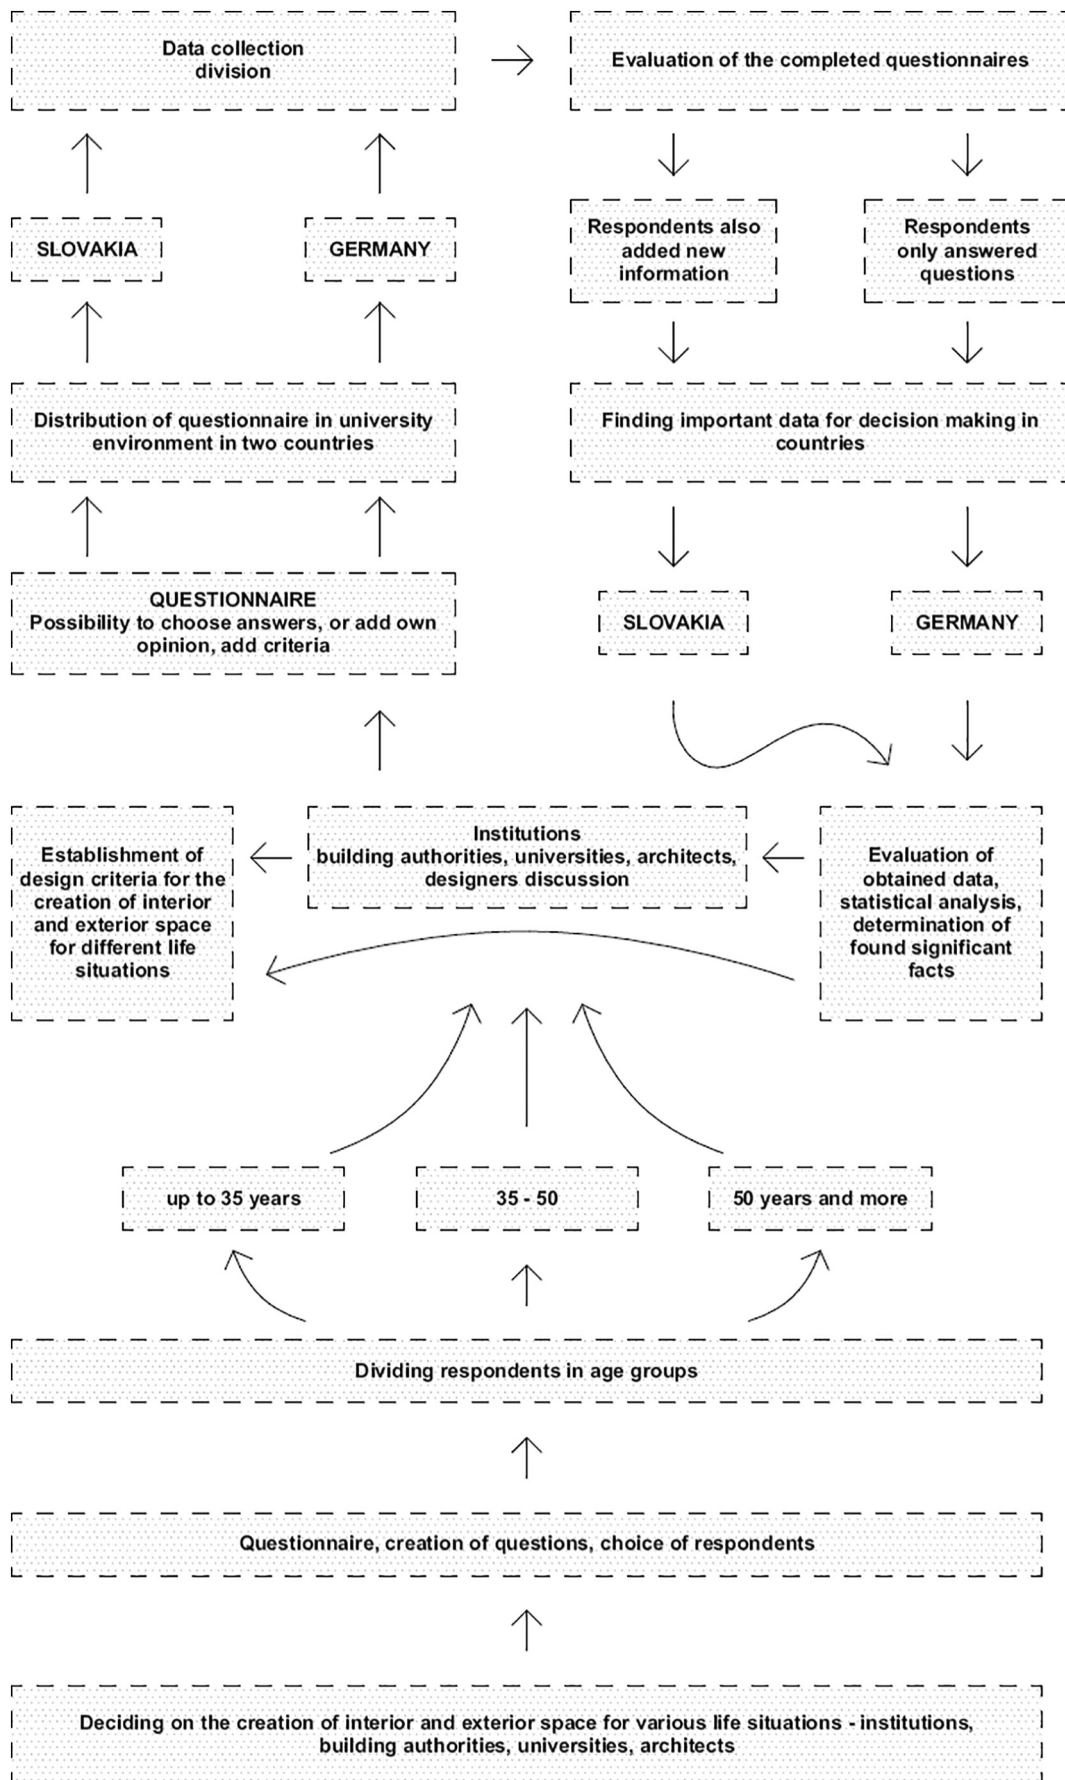 Data collection
division
Evaluation of the completed questionnaires
SLOVAKIA
GERMANY
Respondents also
added new
information
Respondents
only answered
questions
Distribution of questionnaire in university
environment in two countries
Finding important data for decision making in
countries
QUESTIONNAIRE
Possibility to choose answers, or add own
opinion, add criteria
SLOVAKIA
GERMANY
Establishment of
design criteria for the
creation of interior
and exterior space
for different life
situations
Institutions
building authorities, universities, architects,
designers discussion
Evaluation of
obtained data,
statistical analysis,
determination of
found significant
facts
up to 35 years
35 - 50
50 years and more
Dividing respondents in age groups
Questionnaire, creation of questions, choice of respondents
Deciding on the creation of interior and exterior space for various life situations - institutions,
building authorities, universities, architects